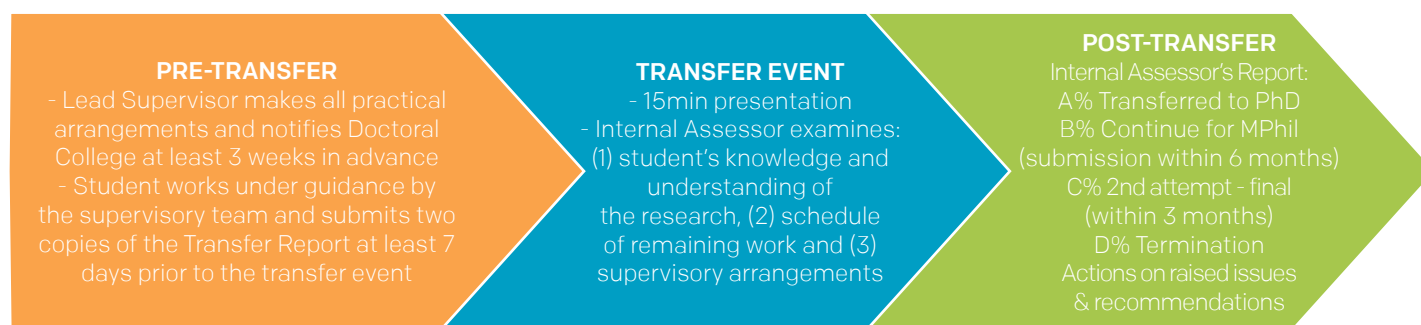 PRE-TRANSFER
- Lead Supervisor makes all practical
arrangements and notifies Doctoral
College at least 3 weeks in advance
- Student works under guidance by
the supervisory team and submits two
copies of the Transfer Report at least 7
days prior to the transfer event
TRANSFER EVENT
- 15min presentation
- Internal Assessor examines:
(1) student's knowledge and
understanding of
the research, (2) schedule
of remaining work and (3)
supervisory arrangements
POST-TRANSFER
Internal Assessor's Report:
A% Transferred to PhD
B% Continue for MPhil
(submission within 6 months)
C% 2nd attempt - final
(within 3 months)
D% Termination
Actions on raised issues
& recommendations